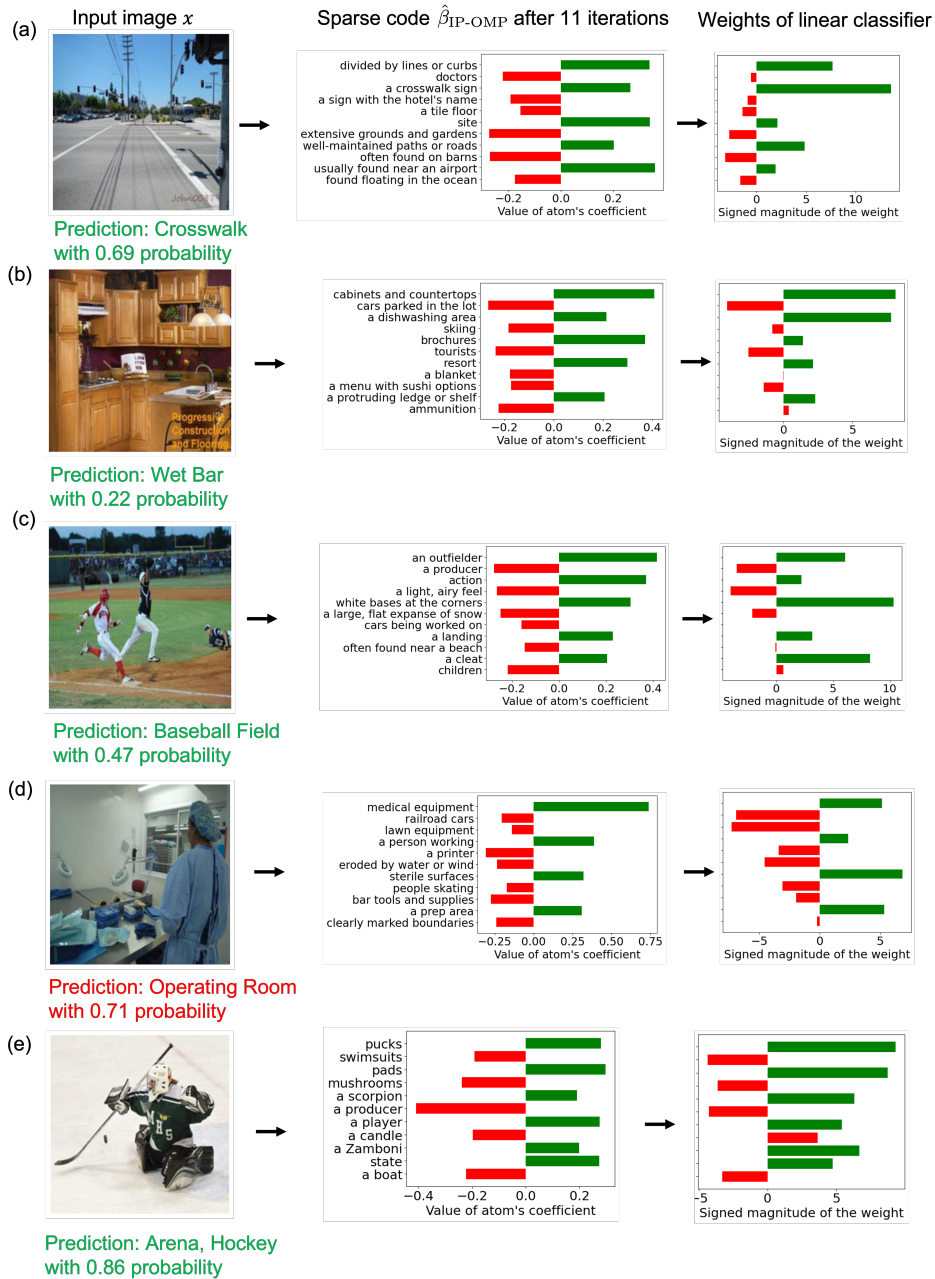 Input image x
Sparse code β̂IP-OMP after 11 iterations
Weights of linear classifier
(a)
divided by lines or curbs
doctors
a crosswalk sign
a sign with the hotel's name
a tile floor
site
extensive grounds and gardens
well-maintained paths or roads
often found on barns
usually found near an airport
found floating in the ocean
−0.2 0.0 0.2
Value of atom's coefficient
0 5 10
Signed magnitude of the weight
Prediction: Crosswalk
with 0.69 probability
(b)
Progressive
Construction
and Flooring
cabinets and countertops
cars parked in the lot
a dishwashing area
skiing
brochures
tourists
resort
a blanket
a menu with sushi options
a protruding ledge or shelf
ammunition
−0.2 0.0 0.2 0.4
Value of atom's coefficient
0 5
Signed magnitude of the weight
Prediction: Wet Bar
with 0.22 probability
(c)
an outfielder
a producer
action
a light, airy feel
white bases at the corners
a large, flat expanse of snow
cars being worked on
a landing
often found near a beach
a cleat
children
−0.2 0.0 0.2 0.4
Value of atom's coefficient
0 5 10
Signed magnitude of the weight
Prediction: Baseball Field
with 0.47 probability
(d)
medical equipment
railroad cars
lawn equipment
a person working
a printer
eroded by water or wind
sterile surfaces
people skating
bar tools and supplies
a prep area
clearly marked boundaries
−0.25 0.00 0.25 0.50 0.75
Value of atom's coefficient
−5 0 5
Signed magnitude of the weight
Prediction: Operating Room
with 0.71 probability
(e)
pucks
swimsuits
pads
mushrooms
a scorpion
a producer
a player
a candle
a Zamboni
state
a boat
−0.4 −0.2 0.0 0.2
Value of atom's coefficient
−5 0 5
Signed magnitude of the weight
Prediction: Arena, Hockey
with 0.86 probability